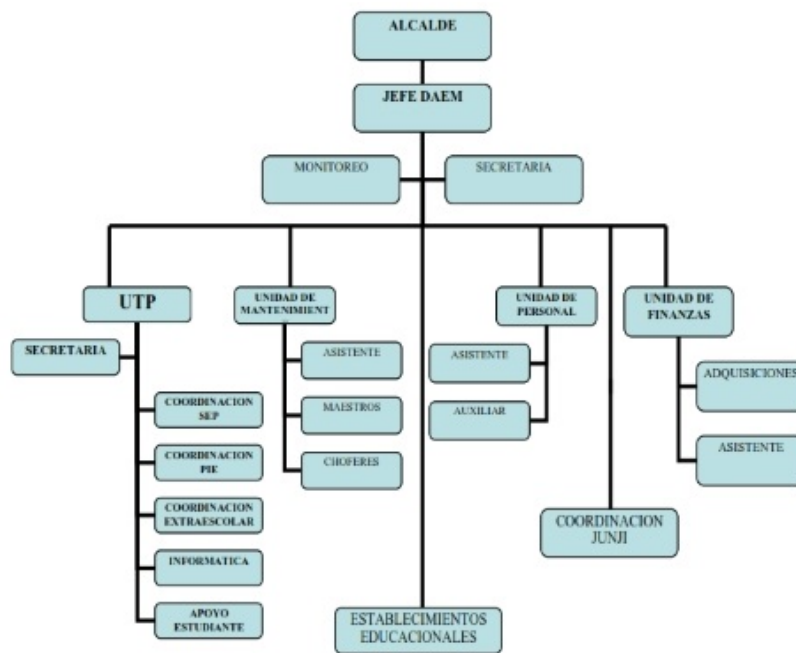 ALCALDE
JEFE DAEM
MONITOREO
SECRETARIA
UTP
UNIDAD DE
MANTENIMIENT
UNIDAD DE
PERSONAL
UNIDAD DE
FINANZAS
SECRETARIA
ASISTENTE
ASISTENTE
ADQUISICIONES
COORDINACION
SEP
MAESTROS
AUXILIAR
COORDINACION
PIE
CHOFERES
ASISTENTE
COORDINACION
EXTRAESCOLAR
COORDINACION
JUNJI
INFORMATICA
APOYO
ESTUDIANTE
ESTABLECIMIENTOS
EDUCACIONALES